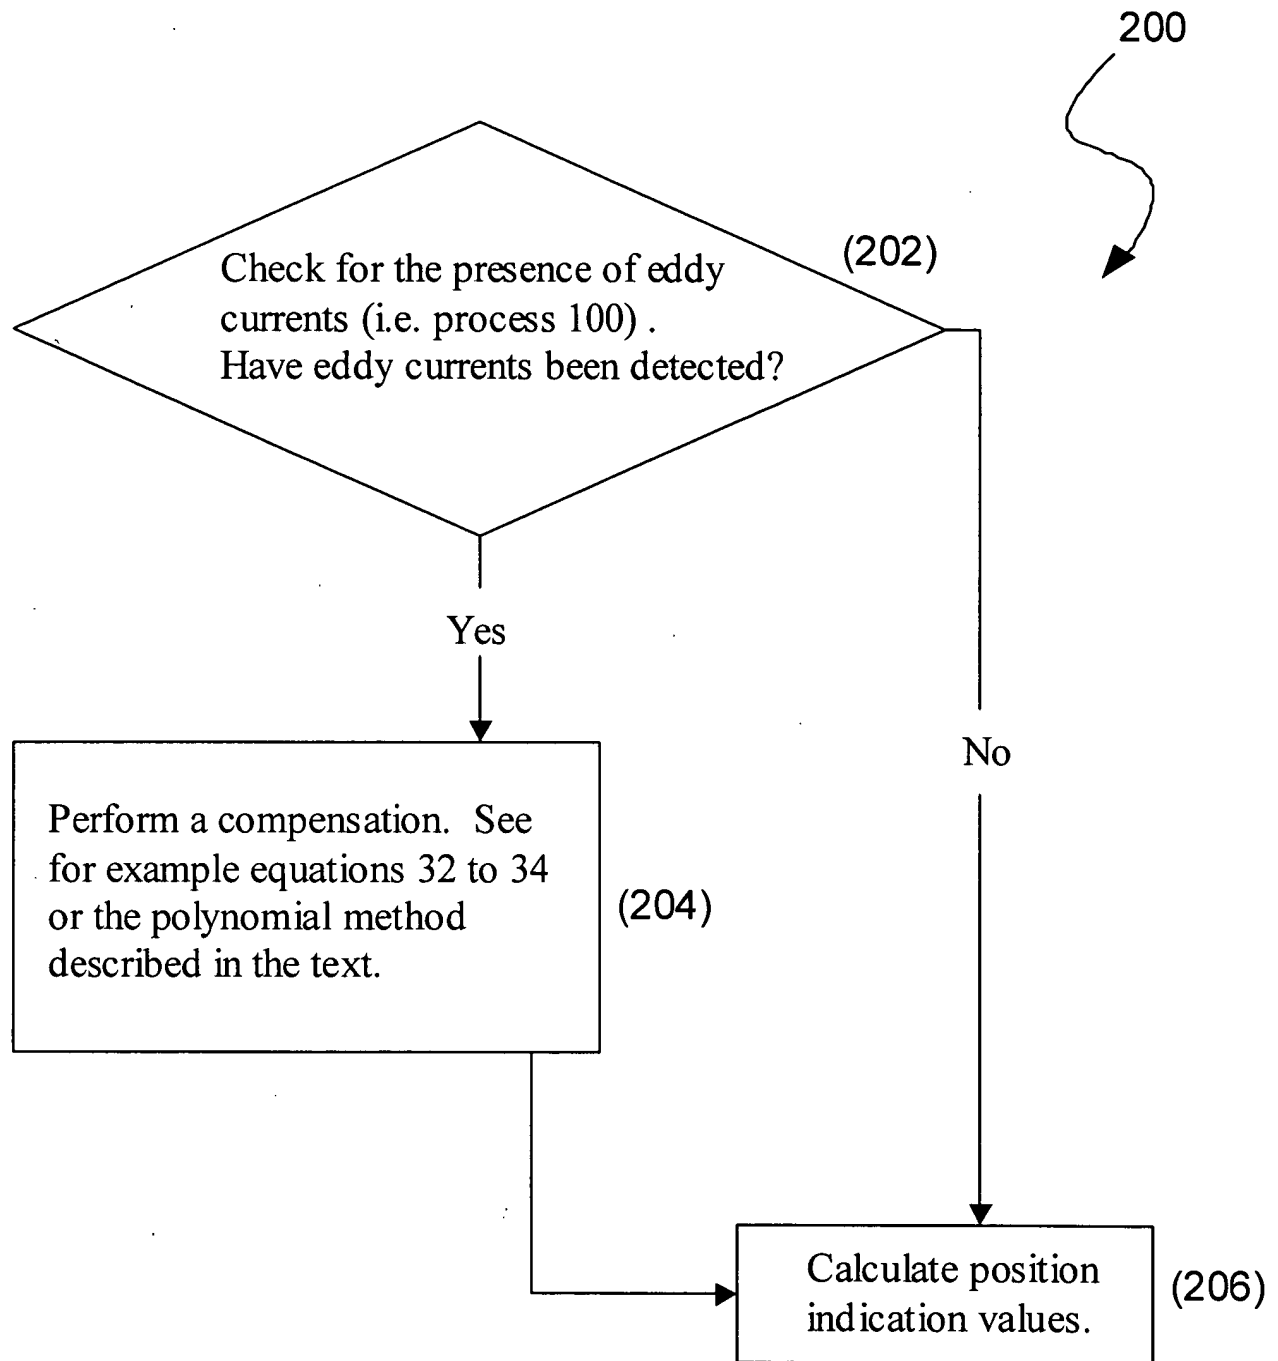 200
(202)
Check for the presence of eddy
currents (i.e. process 100) .
Have eddy currents been detected?
Yes
No
Perform a compensation. See
for example equations 32 to 34
or the polynomial method
described in the text.
(204)
Calculate position
indication values.
(206)